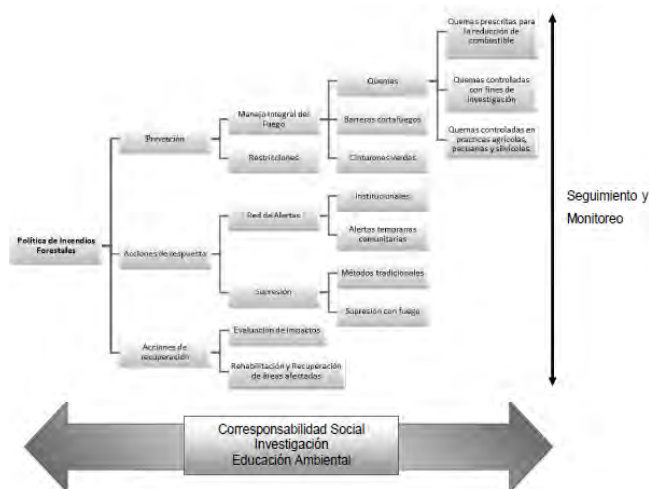 Política de Incendios
Forestales
Prevención
Manejo Integral del
Fuego
Quemas
Quemas prescritas para
la reducción de
combustible
Quemas controladas
con fines de
investigación
Quemas controladas en
practicas agrícolas,
pecuarias y silvícolas.
Barreras cortafuegos
Cinturones verdes
Restricciones
Acciones de respuesta
Red de Alertas
Institucionales
Alertas tempranas
comunitarias
Supresión
Métodos tradicionales
Supresión con fuego
Acciones de
recuperación
Evaluación de impactos
Rehabilitación y Recuperación
de áreas afectadas
Seguimiento y
Monitoreo
Corresponsabilidad Social
Investigación
Educación Ambiental